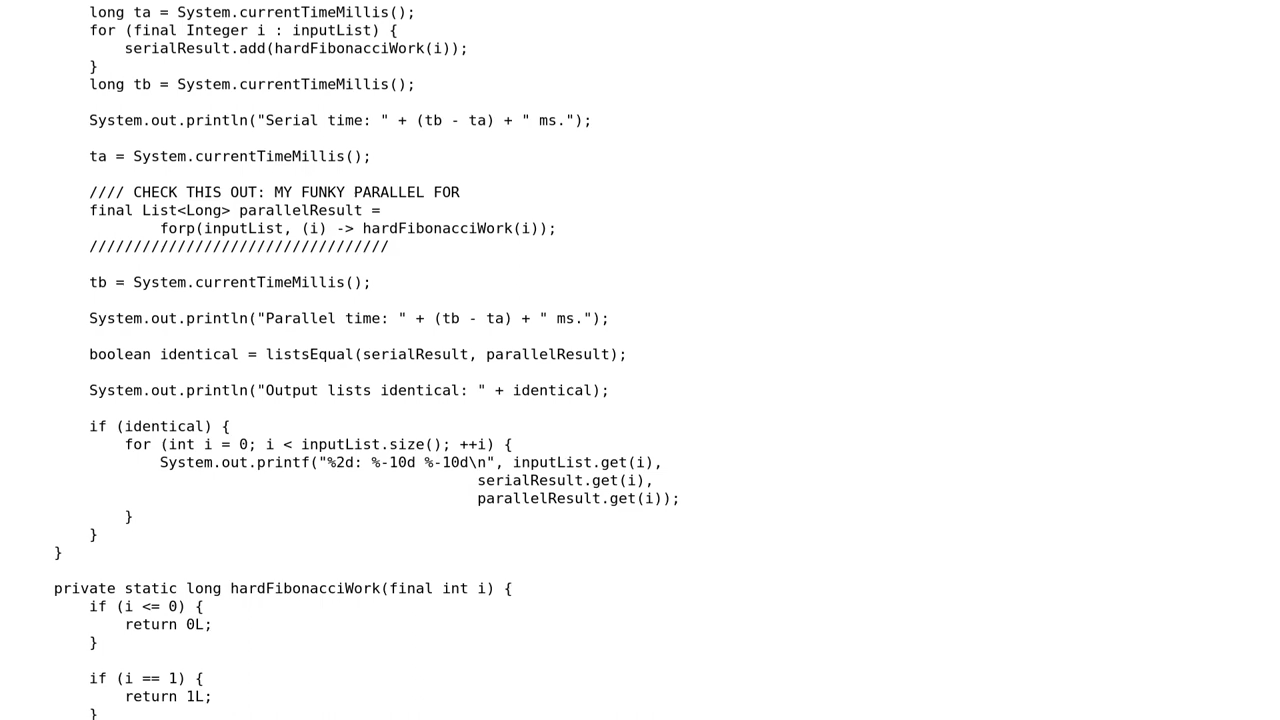 long ta = System.currentTimeMillis();
    for (final Integer i : inputList) {
        serialResult.add(hardFibonacciWork(i));
    }
    long tb = System.currentTimeMillis();

    System.out.println("Serial time: " + (tb - ta) + " ms.");

    ta = System.currentTimeMillis();

    //// CHECK THIS OUT: MY FUNKY PARALLEL FOR
    final List<Long> parallelResult =
            forp(inputList, (i) -> hardFibonacciWork(i));
    //////////////////////////////////

    tb = System.currentTimeMillis();

    System.out.println("Parallel time: " + (tb - ta) + " ms.");

    boolean identical = listsEqual(serialResult, parallelResult);

    System.out.println("Output lists identical: " + identical);

    if (identical) {
        for (int i = 0; i < inputList.size(); ++i) {
            System.out.printf("%2d: %-10d %-10d\n", inputList.get(i),
                                                serialResult.get(i),
                                                parallelResult.get(i));
        }
    }
}

private static long hardFibonacciWork(final int i) {
    if (i <= 0) {
        return 0L;
    }

    if (i == 1) {
        return 1L;
    }